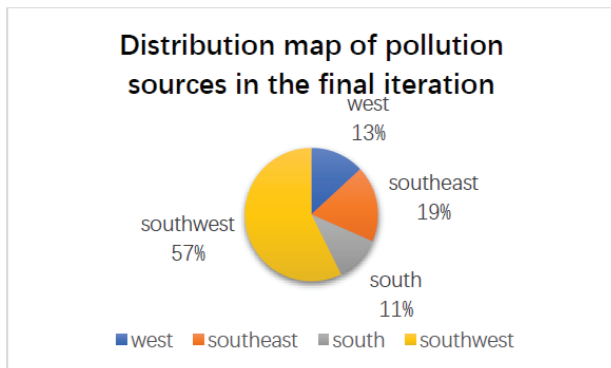 Distribution map of pollution
sources in the final iteration
west
13%
southeast
19%
southwest
57%
south
11%
west southeast south southwest